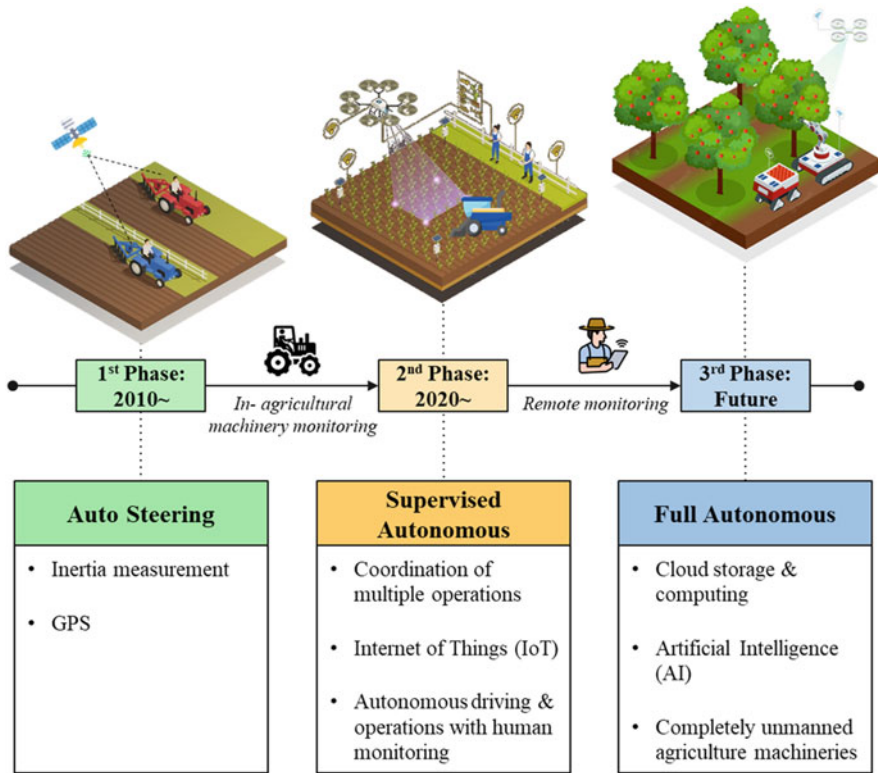 1st Phase:
2010~
In- agricultural
machinery monitoring
2nd Phase:
2020~
Remote monitoring
3rd Phase:
Future
Auto Steering
• Inertia measurement
• GPS
Supervised
Autonomous
• Coordination of
multiple operations
• Internet of Things (IoT)
• Autonomous driving &
operations with human
monitoring
Full Autonomous
• Cloud storage &
computing
• Artificial Intelligence
(AI)
• Completely unmanned
agriculture machineries